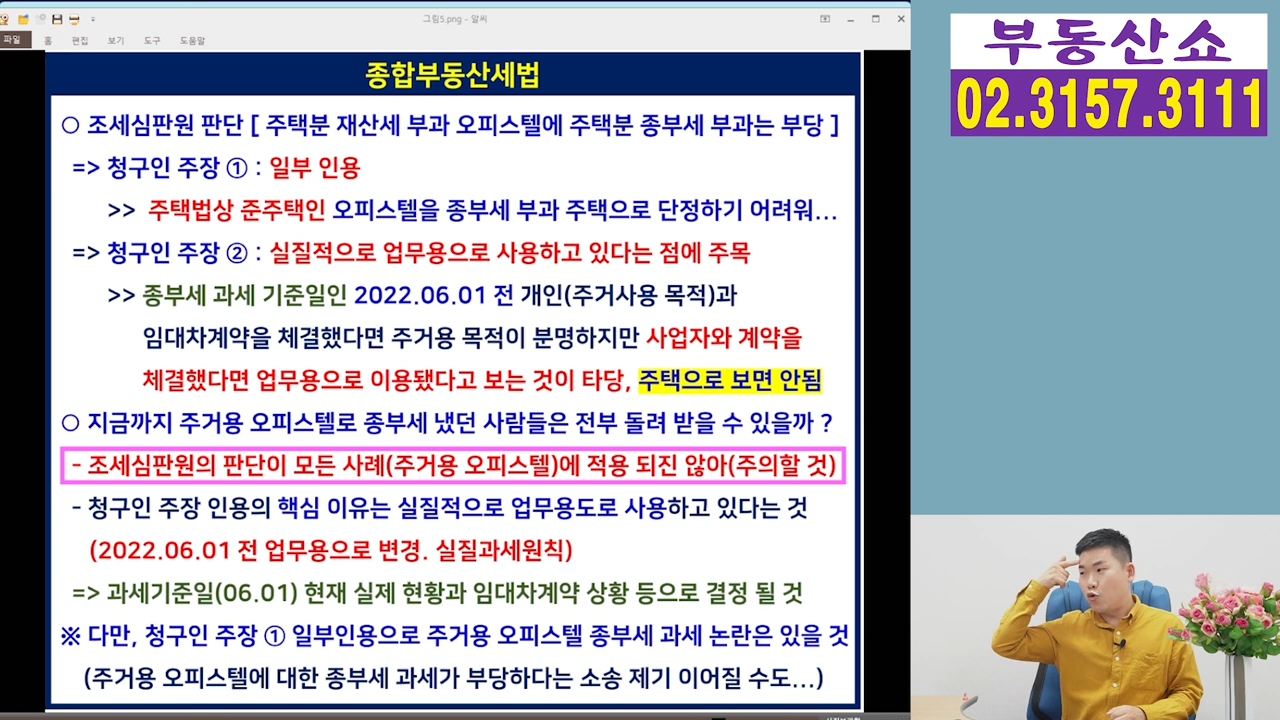 그림5.png - 알씨
파일 홈 편집 보기 도구 도움말
부동산쇼
02.3157.3111
종합부동산세법
○ 조세심판원 판단 [ 주택분 재산세 부과 오피스텔에 주택분 종부세 부과는 부당 ]
=> 청구인 주장 ① : 일부 인용
>> 주택법상 준주택인 오피스텔을 종부세 부과 주택으로 단정하기 어려워...
=> 청구인 주장 ② : 실질적으로 업무용으로 사용하고 있다는 점에 주목
>> 종부세 과세 기준일인 2022.06.01 전 개인(주거사용 목적)과
임대차계약을 체결했다면 주거용 목적이 분명하지만 사업자와 계약을
체결했다면 업무용으로 이용됐다고 보는 것이 타당, 주택으로 보면 안됨
○ 지금까지 주거용 오피스텔로 종부세 냈던 사람들은 전부 돌려 받을 수 있을까 ?
- 조세심판원의 판단이 모든 사례(주거용 오피스텔)에 적용 되진 않아(주의할 것)
- 청구인 주장 인용의 핵심 이유는 실질적으로 업무용도로 사용하고 있다는 것
(2022.06.01 전 업무용으로 변경. 실질과세원칙)
=> 과세기준일(06.01) 현재 실제 현황과 임대차계약 상황 등으로 결정 될 것
※ 다만, 청구인 주장 ① 일부인용으로 주거용 오피스텔 종부세 과세 논란은 있을 것
(주거용 오피스텔에 대한 종부세 과세가 부당하다는 소송 제기 이어질 수도...)